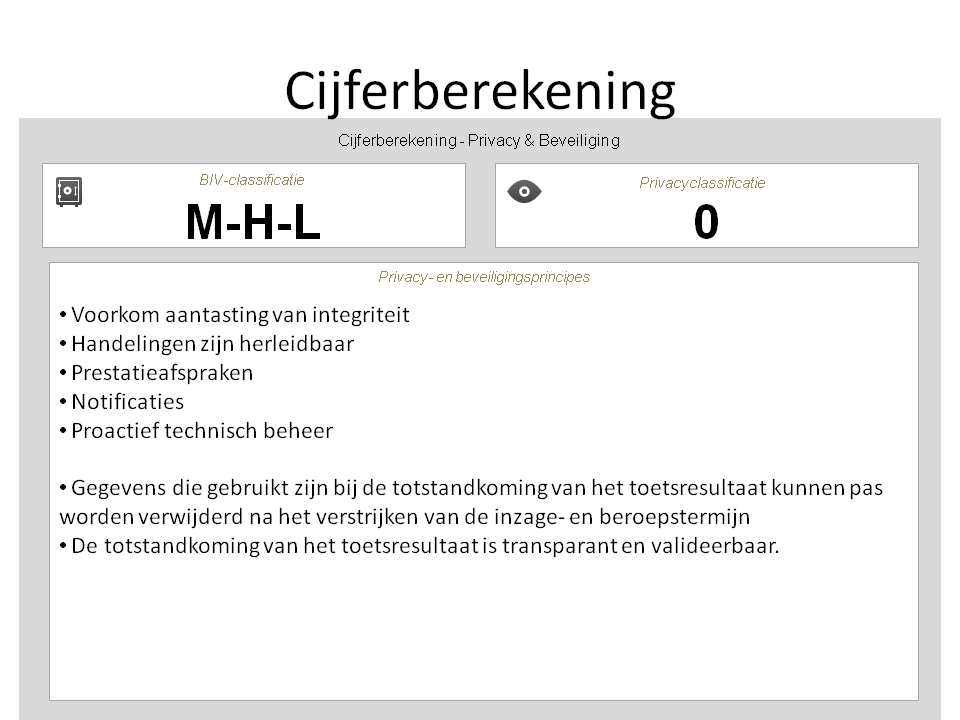 Cijferberekening
Cijferberekening - Privacy & Beveiliging
BIV-classificatie
M-H-L
Privacyclassificatie
0
Privacy- en beveiligingsprincipes
• Voorkom aantasting van integriteit
• Handelingen zijn herleidbaar
• Prestatieafspraken
• Notificaties
• Proactief technisch beheer
• Gegevens die gebruikt zijn bij de totstandkoming van het toetsresultaat kunnen pas
worden verwijderd na het verstrijken van de inzage- en beroepstermijn
• De totstandkoming van het toetsresultaat is transparant en valideerbaar.